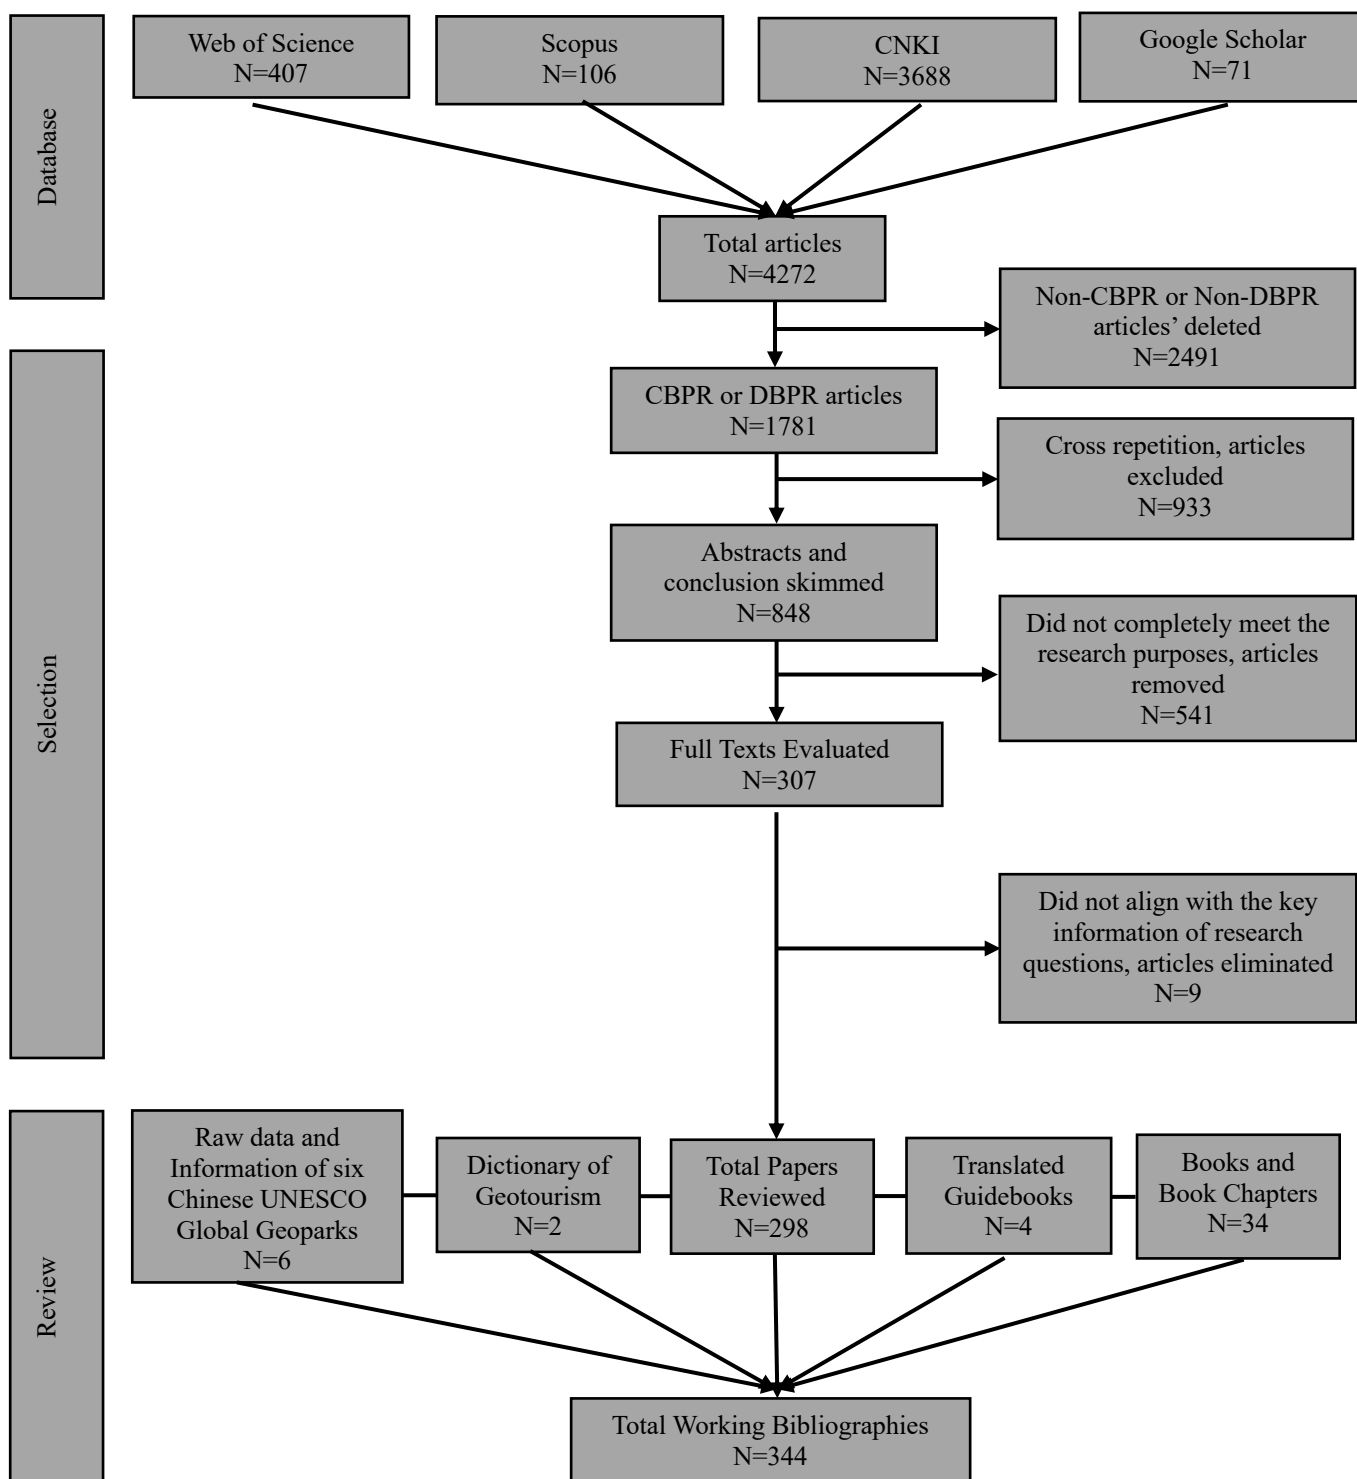 Database
Web of Science
N=407
Scopus
N=106
CNKI
N=3688
Google Scholar
N=71
Total articles
N=4272
Non-CBPR or Non-DBPR
articles’ deleted
N=2491
Selection
CBPR or DBPR articles
N=1781
Cross repetition, articles
excluded
N=933
Abstracts and
conclusion skimmed
N=848
Did not completely meet the
research purposes, articles
removed
N=541
Full Texts Evaluated
N=307
Did not align with the key
information of research
questions, articles eliminated
N=9
Review
Raw data and
Information of six
Chinese UNESCO
Global Geoparks
N=6
Dictionary of
Geotourism
N=2
Total Papers
Reviewed
N=298
Translated
Guidebooks
N=4
Books and
Book Chapters
N=34
Total Working Bibliographies
N=344